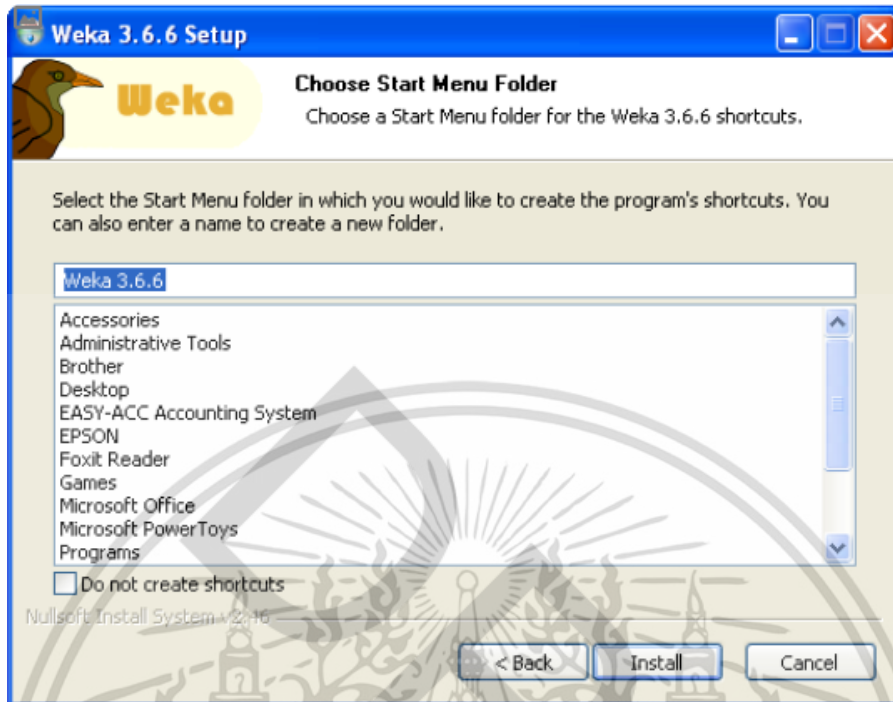 Weka 3.6.6 Setup
Weka
Choose Start Menu Folder
Choose a Start Menu folder for the Weka 3.6.6 shortcuts.
Select the Start Menu folder in which you would like to create the program's shortcuts. You
can also enter a name to create a new folder.
Weka 3.6.6
Accessories
Administrative Tools
Brother
Desktop
EASY-ACC Accounting System
EPSON
Foxit Reader
Games
Microsoft Office
Microsoft PowerToys
Programs
Do not create shortcuts
Nullsoft Install System v2.46
< Back Install Cancel